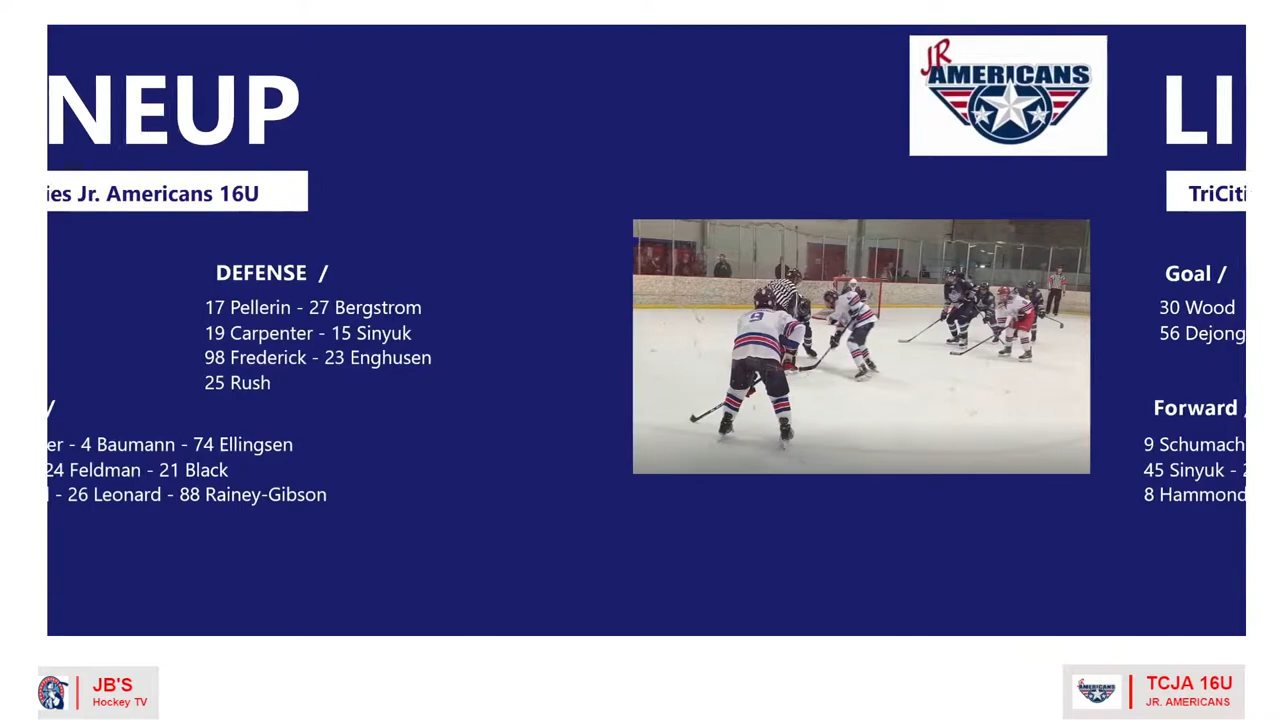 NEUP
ies Jr. Americans 16U
DEFENSE /
17 Pellerin - 27 Bergstrom
19 Carpenter - 15 Sinyuk
98 Frederick - 23 Enghusen
25 Rush
/
er - 4 Baumann - 74 Ellingsen
24 Feldman - 21 Black
- 26 Leonard - 88 Rainey-Gibson
JR
AMERICANS
9
LI
TriCiti
Goal /
30 Wood
56 Dejong
Forward /
9 Schumach
45 Sinyuk - 2
8 Hammond
JB'S
Hockey TV
AMERICANS
TCJA 16U
JR. AMERICANS